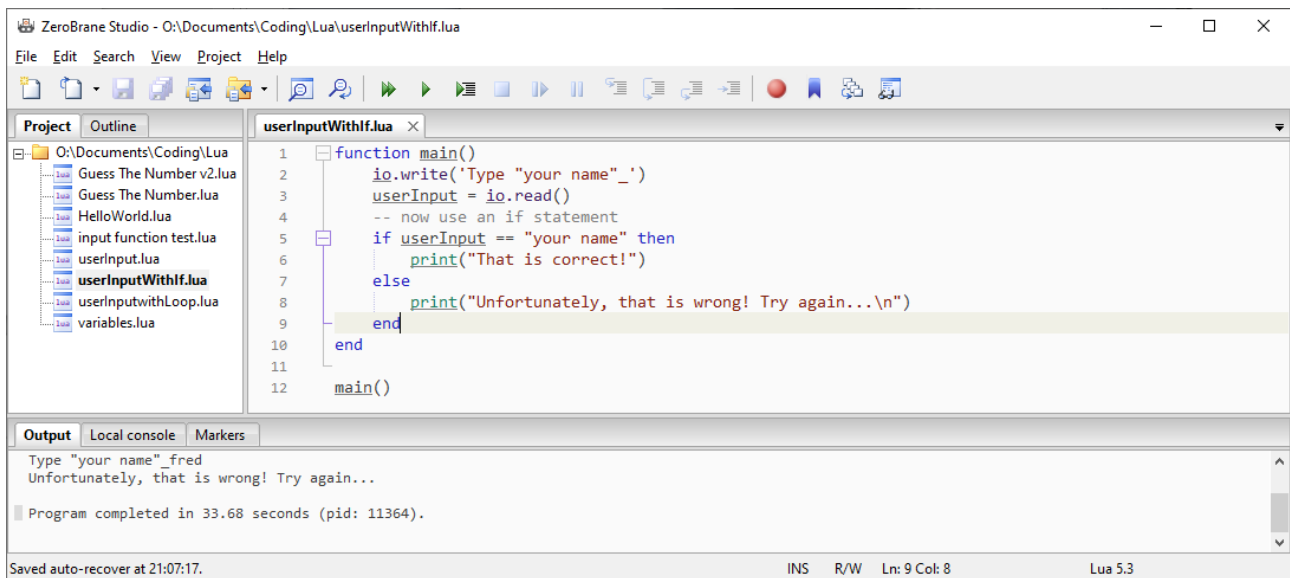 ZeroBrane Studio - O:\Documents\Coding\Lua\userInputWithIf.lua
File Edit Search View Project Help
Project Outline
O:\Documents\Coding\Lua
Guess The Number v2.lua
Guess The Number.lua
HelloWorld.lua
input function test.lua
userInput.lua
userInputWithIf.lua
userInputwithLoop.lua
variables.lua
userInputWithIf.lua
1 function main()
2 io.write('Type "your name"_')
3 userInput = io.read()
4 -- now use an if statement
5 if userInput == "your name" then
6 print("That is correct!")
7 else
8 print("Unfortunately, that is wrong! Try again...\n")
9 end
10 end
11
12 main()
Output Local console Markers
Type "your name"_fred
Unfortunately, that is wrong! Try again...
Program completed in 33.68 seconds (pid: 11364).
Saved auto-recover at 21:07:17. INS R/W Ln: 9 Col: 8 Lua 5.3